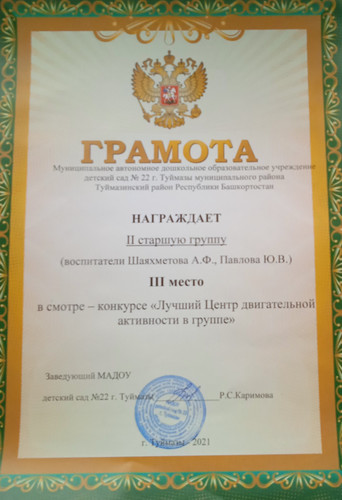 ГРАМОТА
Муниципальное автономное дошкольное образовательное учреждение
детский сад № 22 г. Туймазы муниципального района
Туймазинский район Республики Башкортостан
НАГРАЖДАЕТ
II старшую группу
(воспитатели Шаяхметова А.Ф., Павлова Ю.В.)
III место
в смотре – конкурсе «Лучший Центр двигательной
активности в группе»
Заведующий МАДОУ
детский сад №22 г. Туймазы Р.С.Каримова
г. Туймазы - 2021